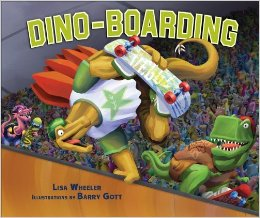 DINO-BOARDING
LISA WHEELER
ILLUSTRATIONS BY BARRY GOTT